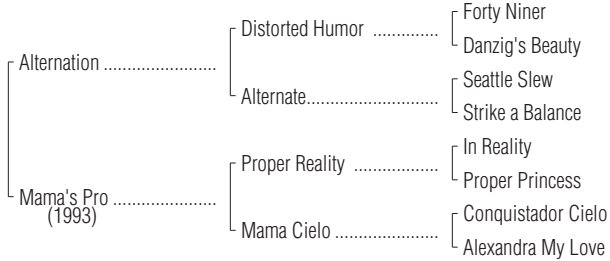 Forty Niner
Distorted Humor ..............
Danzig's Beauty
Alternation .......................
Seattle Slew
Alternate...........................
Strike a Balance
In Reality
Proper Reality .................
Proper Princess
Mama's Pro .....................
(1993)
Conquistador Cielo
Mama Cielo .....................
Alexandra My Love